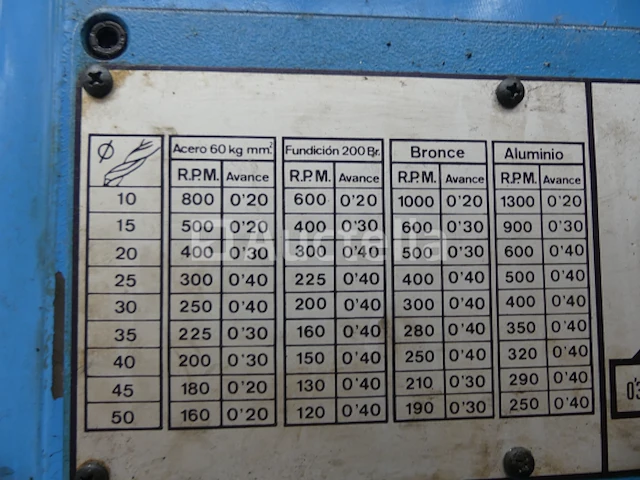 Ø Acero 60 kg mm.² Fundición 200 Br. Bronce Aluminio
R.P.M. Avance R.P.M. Avance R.P.M. Avance R.P.M. Avance
10 800 0'20 600 0'20 1000 0'20 1300 0'20
15 500 0'20 400 0'30 600 0'30 900 0'30
20 400 0'30 300 0'40 500 0'30 600 0'40
25 300 0'40 225 0'40 400 0'40 500 0'40
30 250 0'40 200 0'40 300 0'40 400 0'40
35 225 0'30 160 0'40 280 0'40 350 0'40
40 200 0'30 150 0'40 250 0'40 320 0'40
45 180 0'20 130 0'40 210 0'30 290 0'40
50 160 0'20 120 0'40 190 0'30 250 0'40
Auctelia